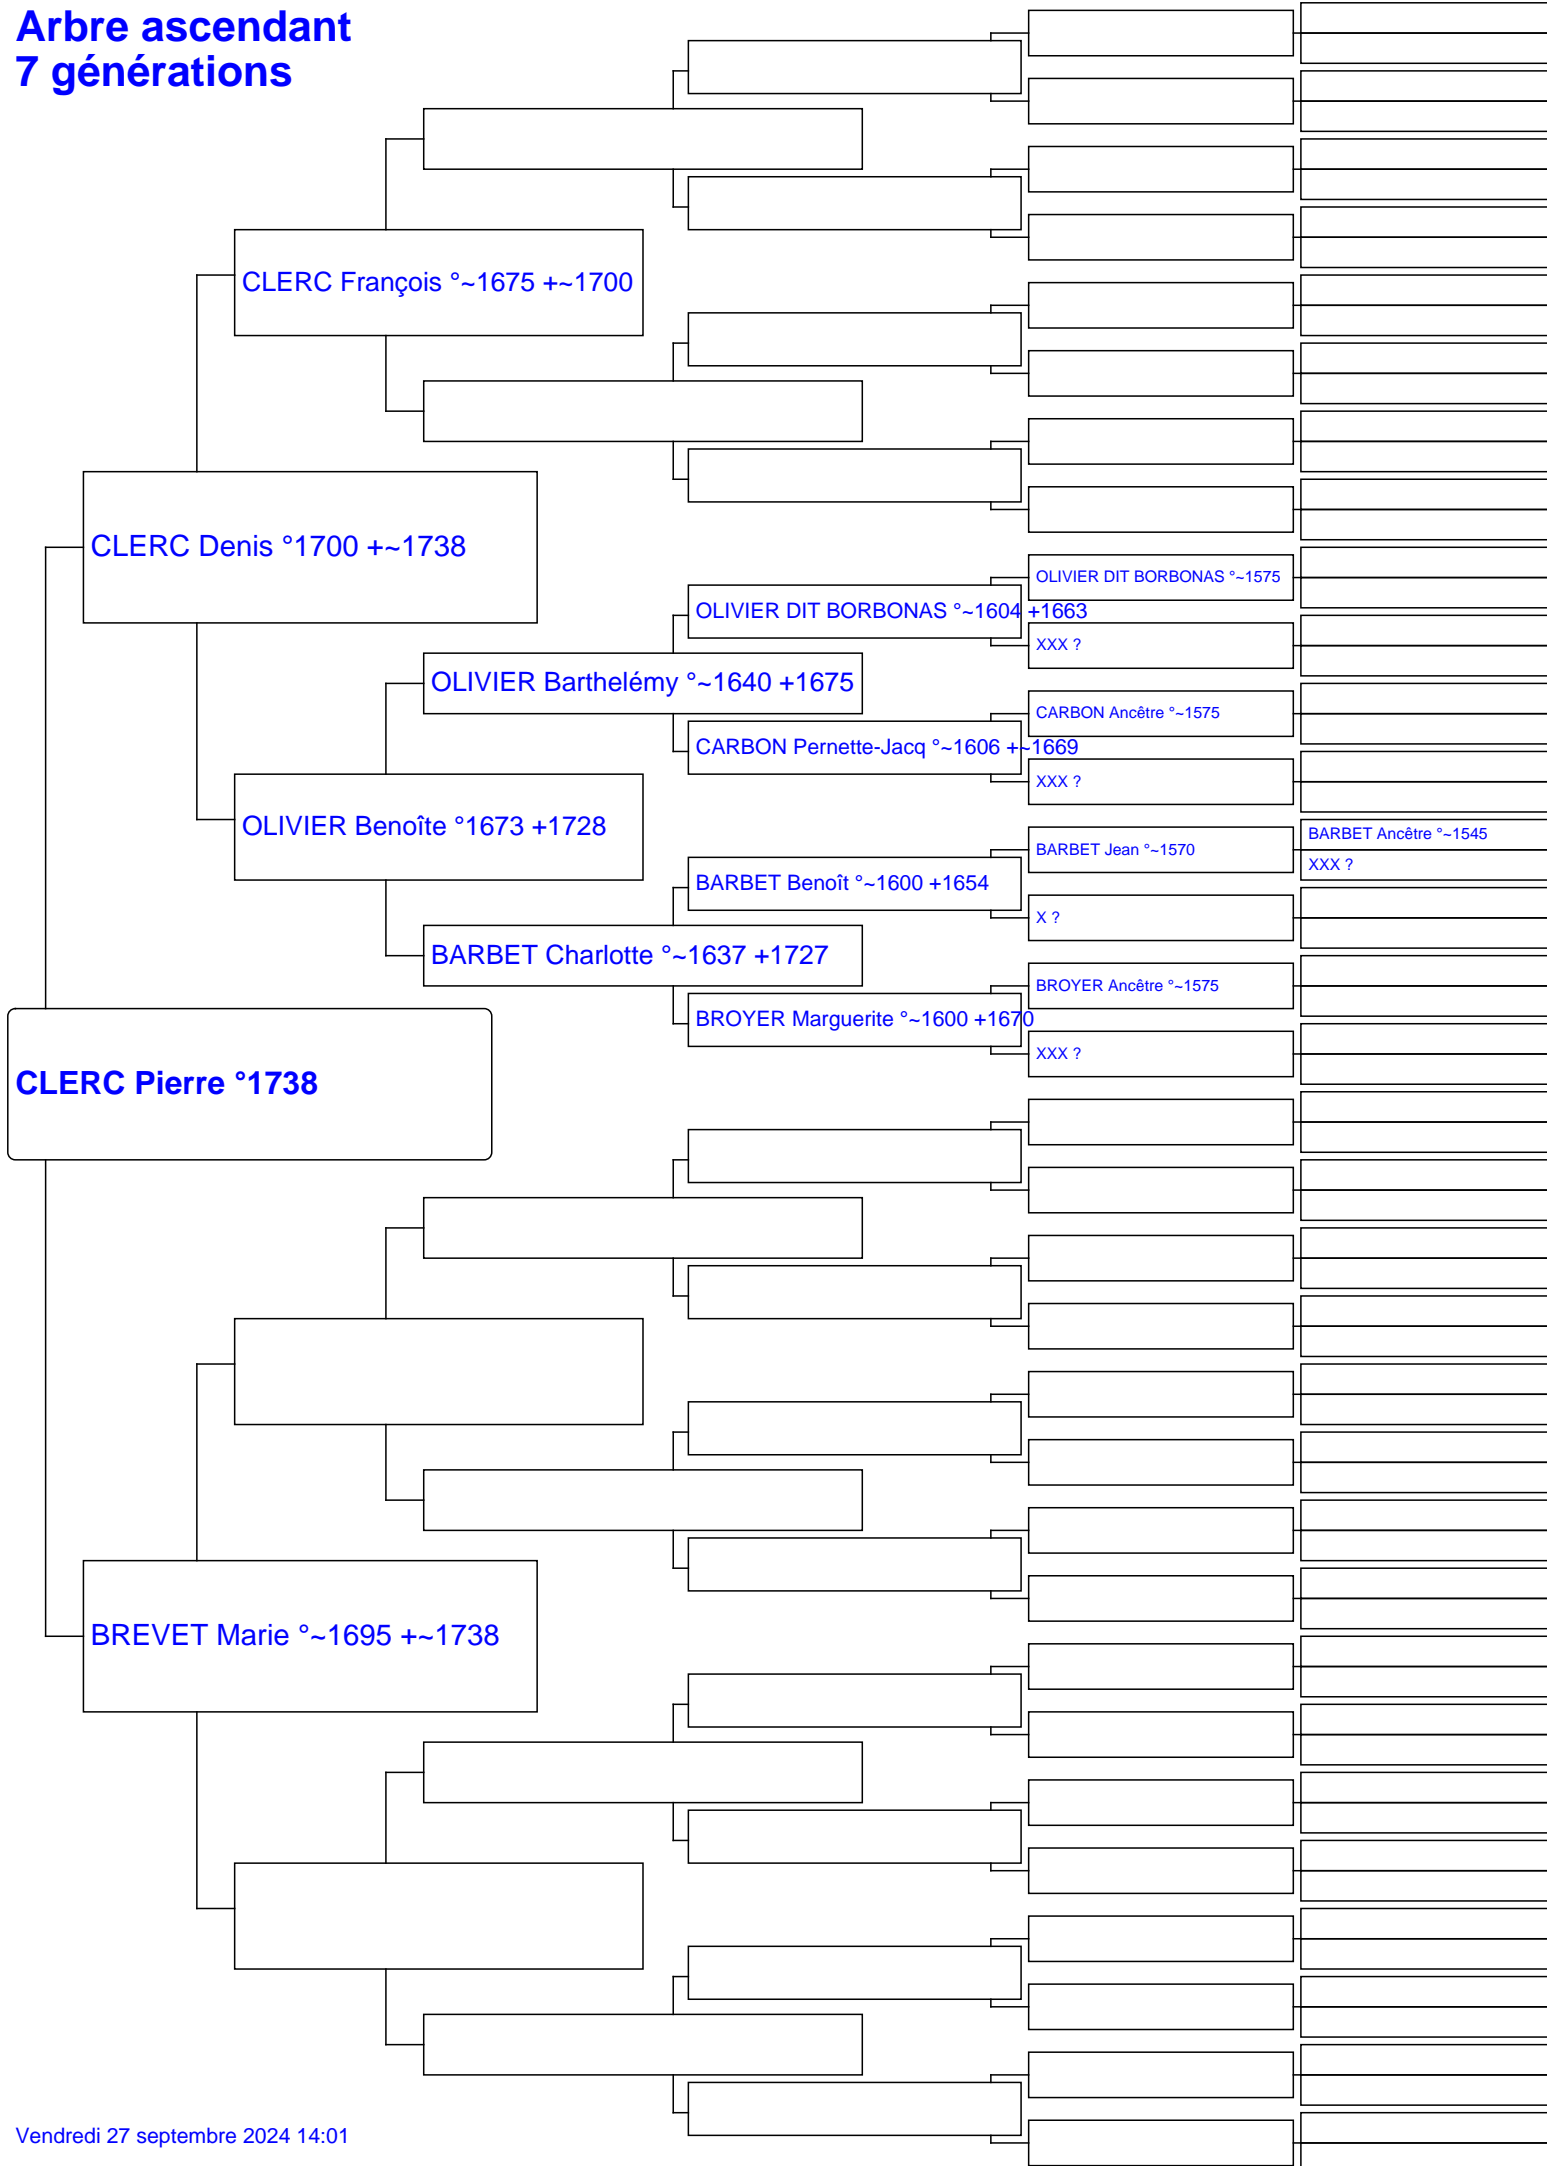 Arbre ascendant
7 générations
CLERC François °~1675 +~1700
CLERC Denis °1700 +~1738
OLIVIER DIT BORBONAS °~1575
OLIVIER DIT BORBONAS °~1604 +1663
XXX ?
OLIVIER Barthelémy °~1640 +1675
CARBON Ancêtre °~1575
CARBON Pernette-Jacq °~1606 +~1669
XXX ?
OLIVIER Benoîte °1673 +1728
BARBET Ancêtre °~1545
BARBET Jean °~1570
XXX ?
BARBET Benoît °~1600 +1654
X ?
BARBET Charlotte °~1637 +1727
BROYER Ancêtre °~1575
BROYER Marguerite °~1600 +1670
XXX ?
CLERC Pierre °1738
BREVET Marie °~1695 +~1738
Vendredi 27 septembre 2024 14:01